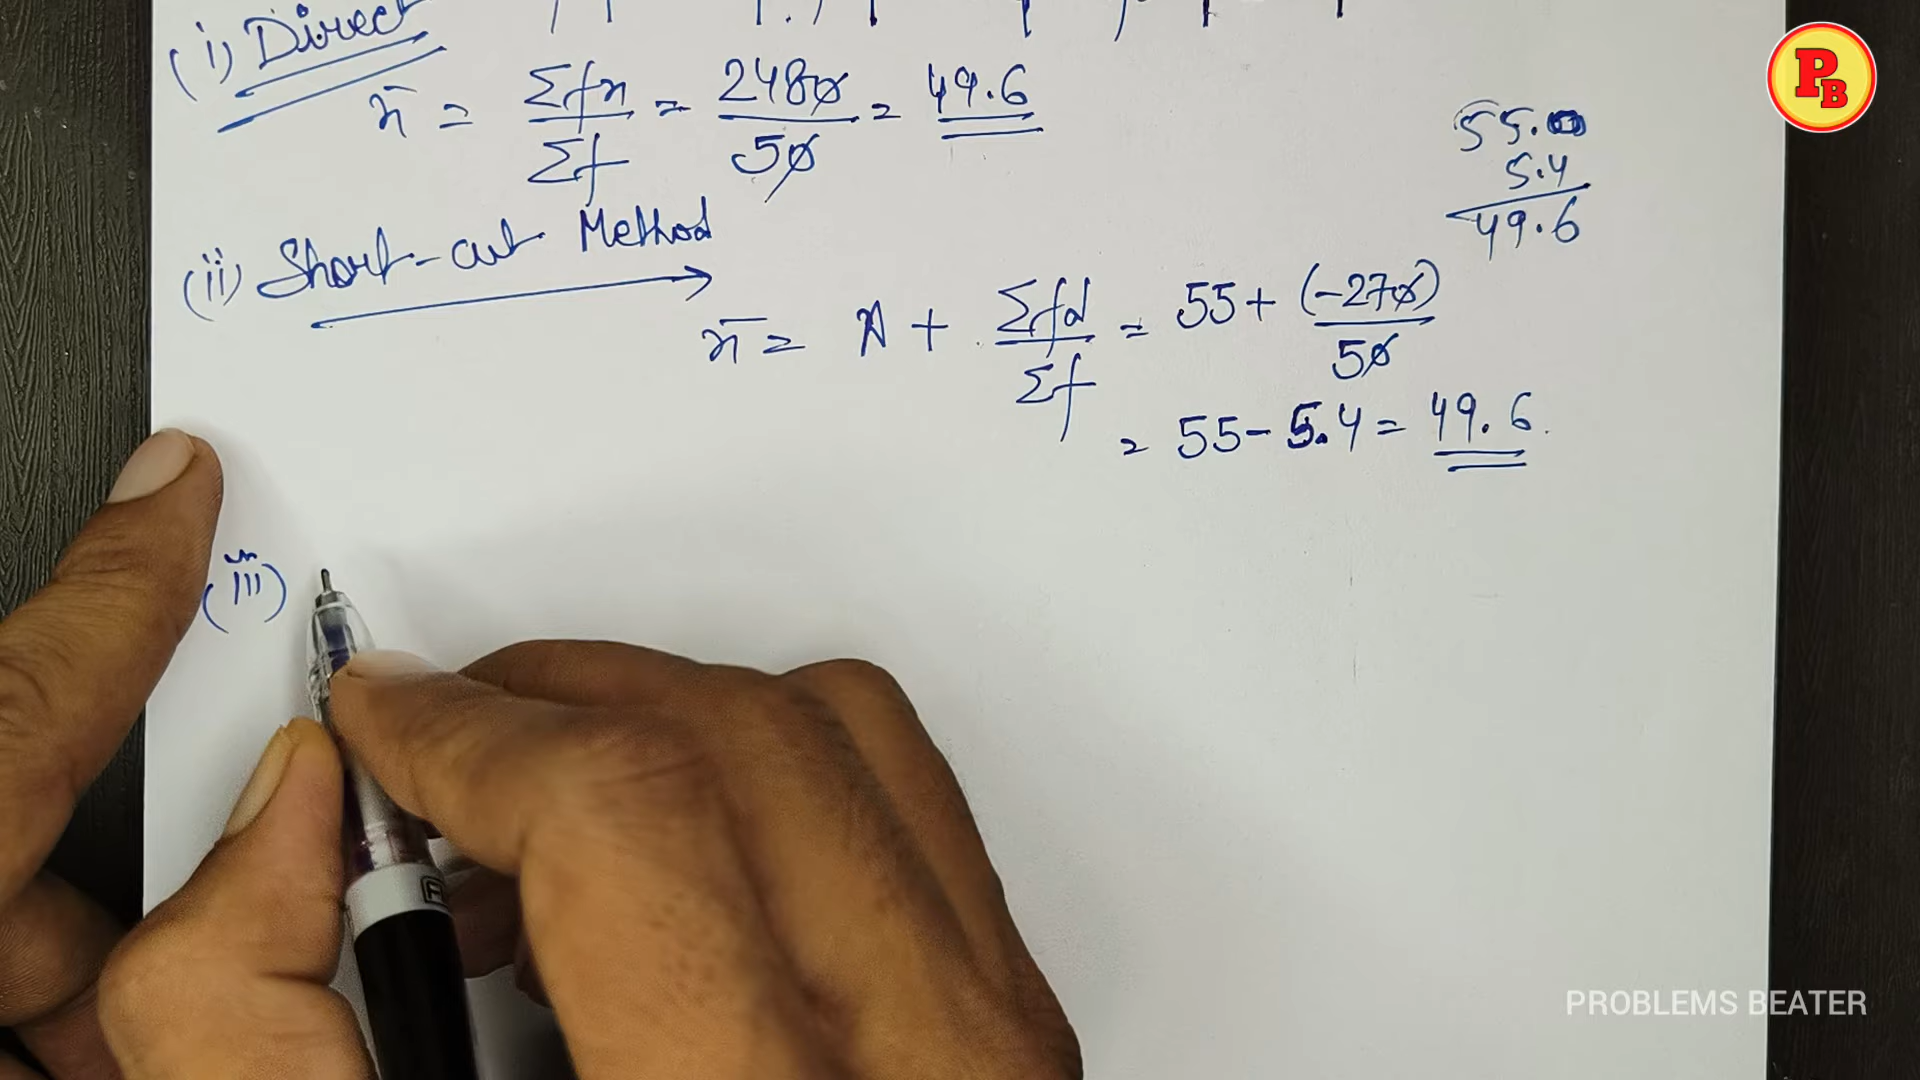 (i) Direct
x̄ = Σfx/Σf = 2480/50 = 49.6
55.0
5.4
49.6
(ii) Short-cut Method
x̄ = A + Σfd/Σf = 55 + (-270)/50
= 55 - 5.4 = 49.6
(iii)
PB
PROBLEMS BEATER